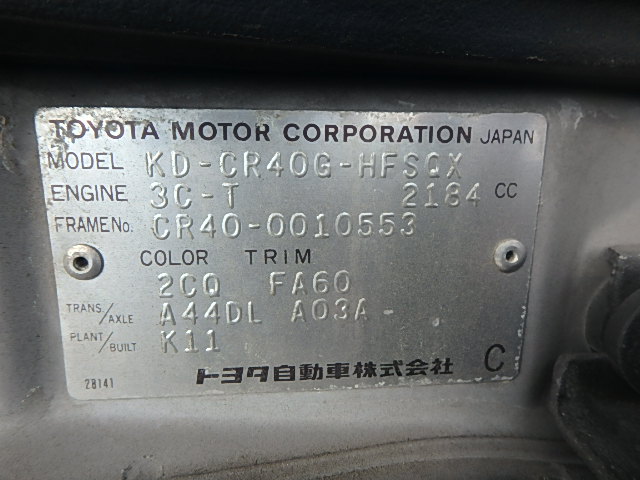 TOYOTA MOTOR CORPORATION JAPAN
MODEL KD-CR40G-HFSQX
ENGINE 3C-T 2184 CC
FRAME No. CR40-0010553
COLOR TRIM
2CQ FA60
TRANS/AXLE A44DL A03A-
PLANT/BUILT K11
28141 トヨタ自動車株式会社 C